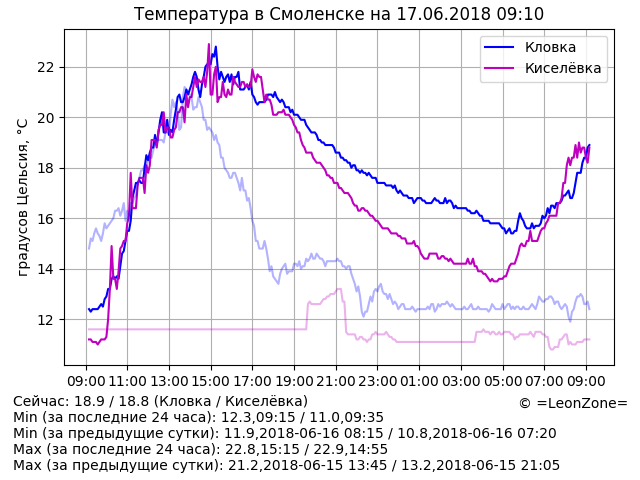 Температура в Смоленске на 17.06.2018 09:10
Кловка
Киселёвка
градусов Цельсия, °C
22
20
18
16
14
12
09:00 11:00 13:00 15:00 17:00 19:00 21:00 23:00 01:00 03:00 05:00 07:00 09:00
Сейчас: 18.9 / 18.8 (Кловка / Киселёвка)
© =LeonZone=
Min (за последние 24 часа): 12.3,09:15 / 11.0,09:35
Min (за предыдущие сутки): 11.9,2018-06-16 08:15 / 10.8,2018-06-16 07:20
Max (за последние 24 часа): 22.8,15:15 / 22.9,14:55
Max (за предыдущие сутки): 21.2,2018-06-15 13:45 / 13.2,2018-06-15 21:05